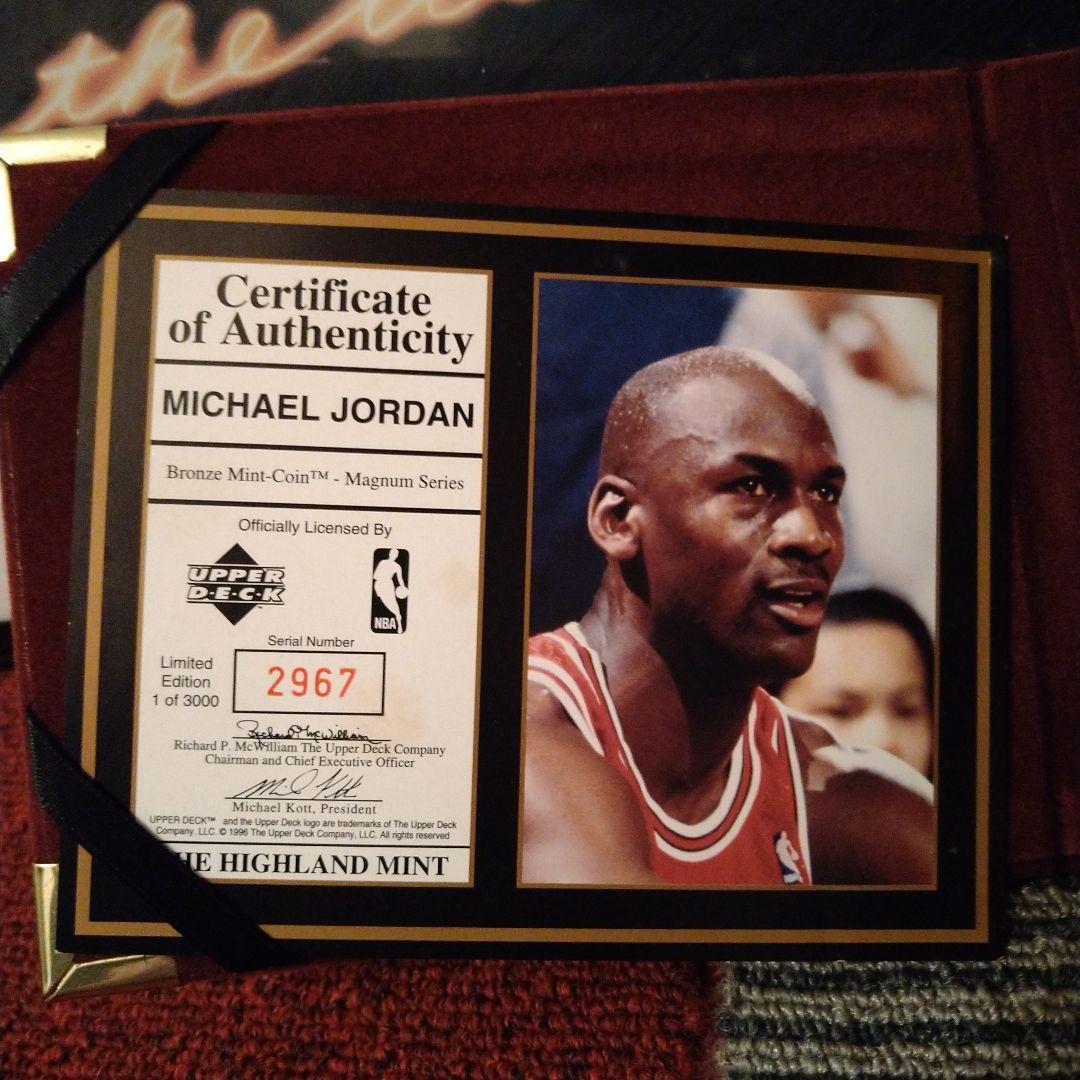 the
Certificate
of Authenticity
MICHAEL JORDAN
Bronze Mint-Coin™ - Magnum Series
Officially Licensed By
UPPER
D•E•C•K
NBA
Serial Number
Limited
Edition
1 of 3000
2967
Richard P. McWilliam
Richard P. McWilliam The Upper Deck Company
Chairman and Chief Executive Officer
Michael Kott, President
UPPER DECK™ and the Upper Deck logo are trademarks of The Upper Deck
Company. LLC. © 1996 The Upper Deck Company, LLC. All rights reserved
HE HIGHLAND MINT